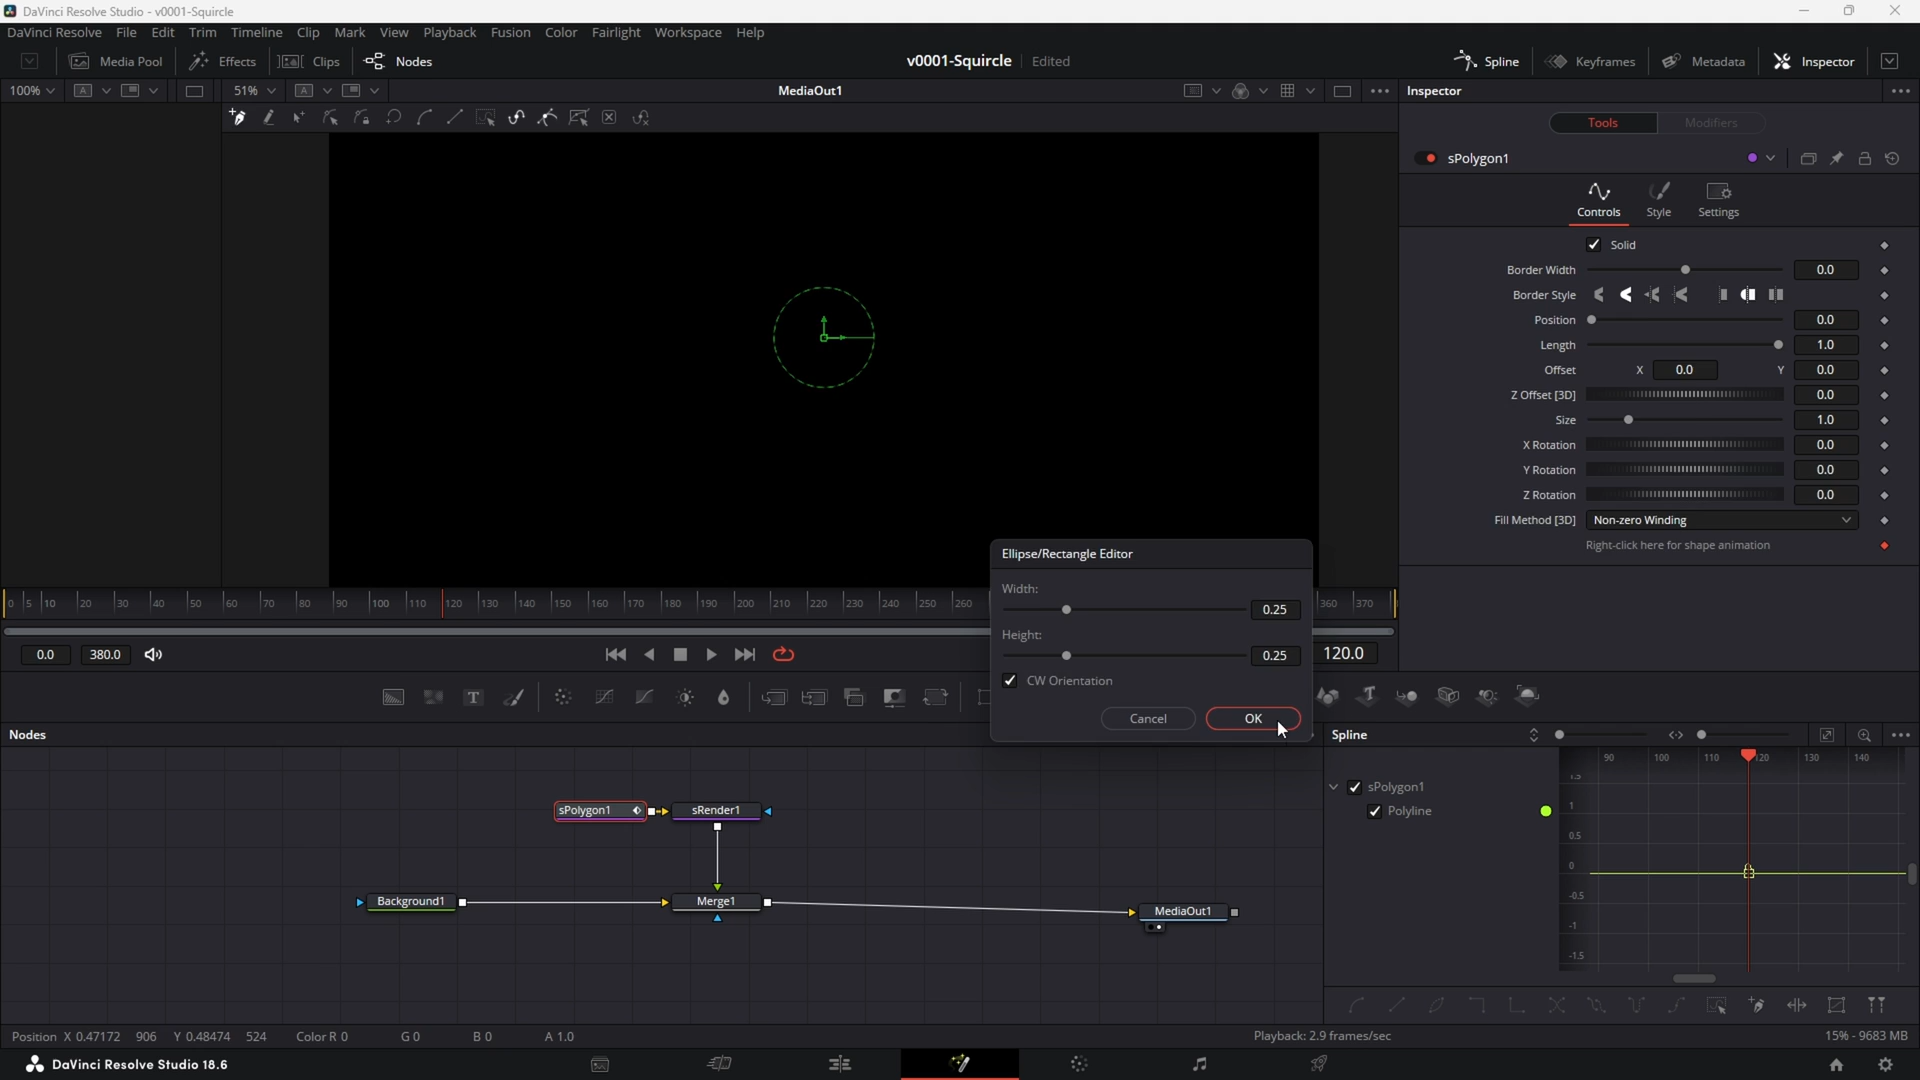 DaVinci Resolve Studio - v0001-Squircle
DaVinci Resolve File Edit Trim Timeline Clip Mark View Playback Fusion Color Fairlight Workspace Help
Media Pool Effects Clips Nodes v0001-Squircle Edited Spline Keyframes Metadata Inspector
100% A 51% A MediaOut1 Inspector
Tools Modifiers
sPolygon1
Controls Style Settings
Solid
Border Width 0.0
Border Style
Position 0.0
Length 1.0
Offset X 0.0 Y 0.0
Z Offset [3D] 0.0
Size 1.0
X Rotation 0.0
Y Rotation 0.0
Z Rotation 0.0
Fill Method [3D] Non-zero Winding
Right-click here for shape animation
Ellipse/Rectangle Editor
Width:
0.25
Height:
0.25
CW Orientation
Cancel OK
0 5 10 20 30 40 50 60 70 80 90 100 110 120 130 140 150 160 170 180 190 200 210 220 230 240 250 260 360 370
0.0 380.0 120.0
T T
Nodes
sPolygon1 sRender1
Background1 Merge1 MediaOut1
Spline
90 100 110 120 130 140
sPolygon1
Polyline
1.5
1
0.5
0
-0.5
-1
-1.5
Position X 0.47172 906 Y 0.48474 524 Color R 0 G 0 B 0 A 1.0 Playback: 2.9 frames/sec 15% - 9683 MB
DaVinci Resolve Studio 18.6